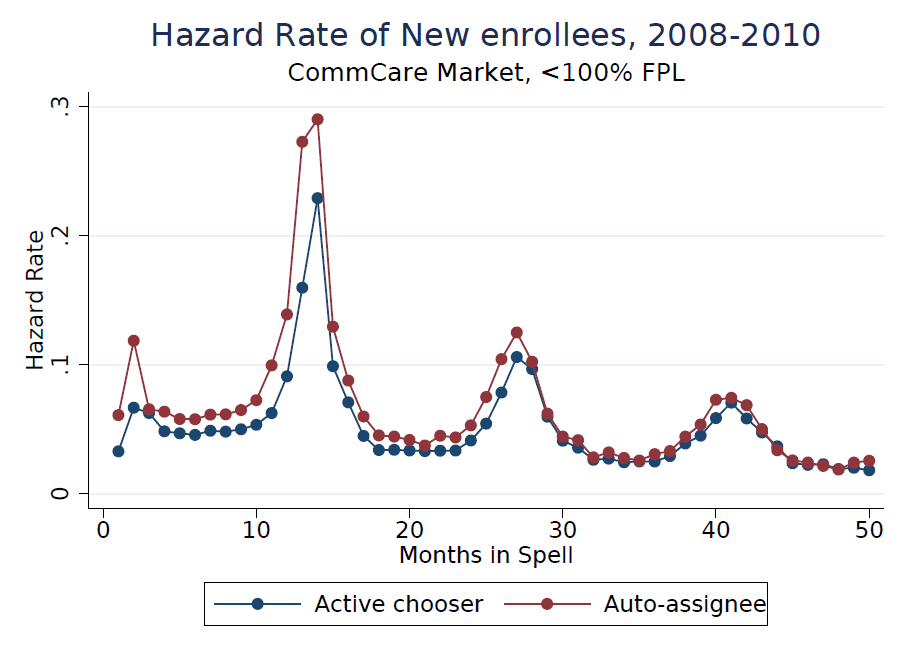 Hazard Rate of New enrollees, 2008-2010
CommCare Market, <100% FPL
Hazard Rate
.3
.2
.1
0
0 10 20 30 40 50
Months in Spell
Active chooser Auto-assignee